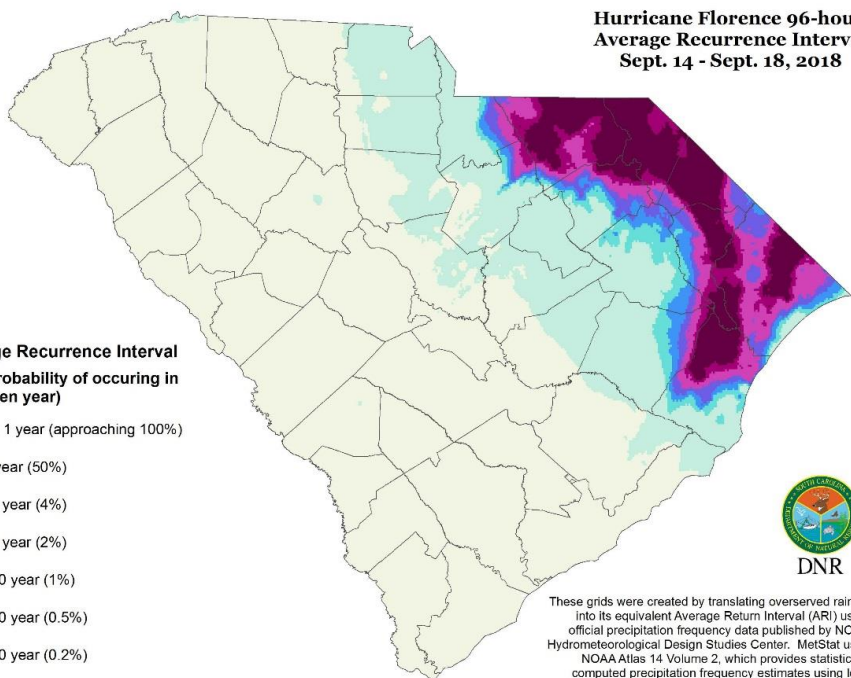 Hurricane Florence 96-hou
Average Recurrence Interv
Sept. 14 - Sept. 18, 2018
ge Recurrence Interval
robability of occuring in
en year)
1 year (approaching 100%)
year (50%)
year (4%)
year (2%)
0 year (1%)
0 year (0.5%)
0 year (0.2%)
SOUTH CAROLINA
DNR
These grids were created by translating overserved rain
into its equivalent Average Return Interval (ARI) us
official precipitation frequency data published by NO
Hydrometeorological Design Studies Center. MetStat u
NOAA Atlas 14 Volume 2, which provides statistic
computed precipitation frequency estimates using l